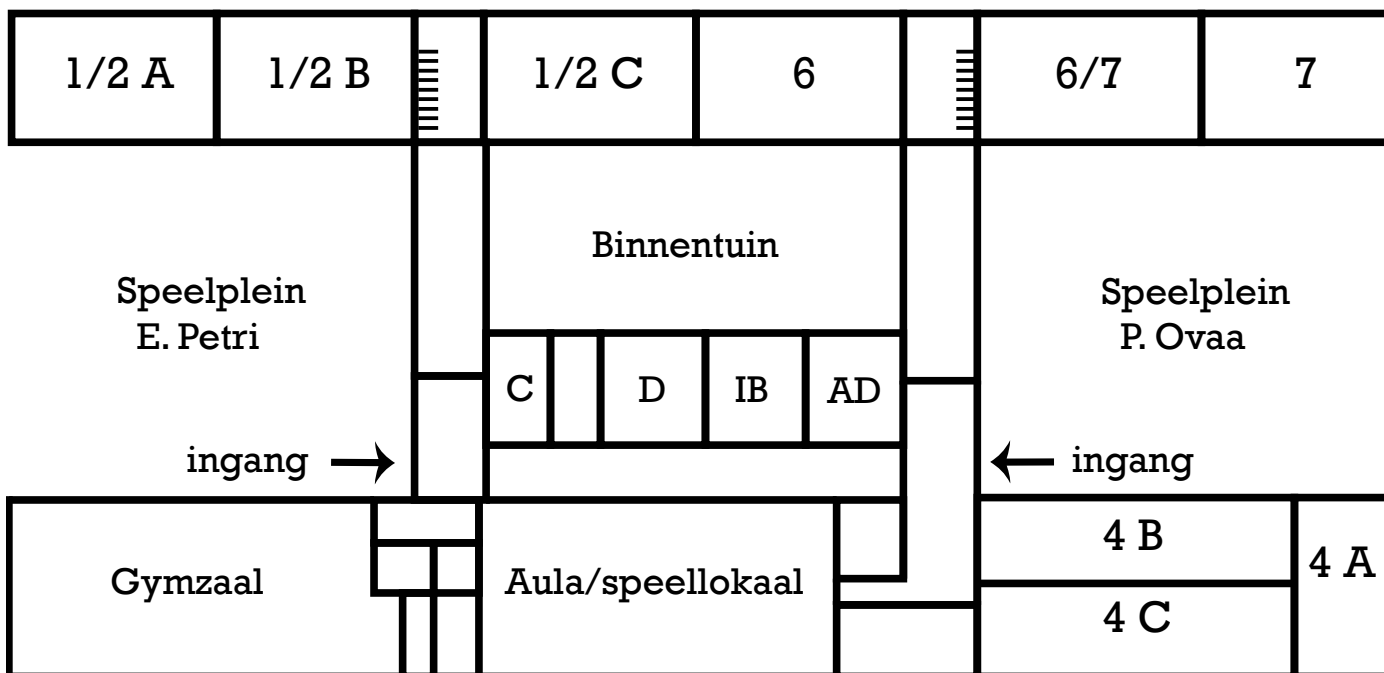 1/2 A
1/2 B
1/2 C
6
6/7
7
Binnentuin
Speelplein
E. Petri
Speelplein
P. Ovaa
C
D
IB
AD
ingang
ingang
Gymzaal
Aula/speellokaal
4 B
4 A
4 C